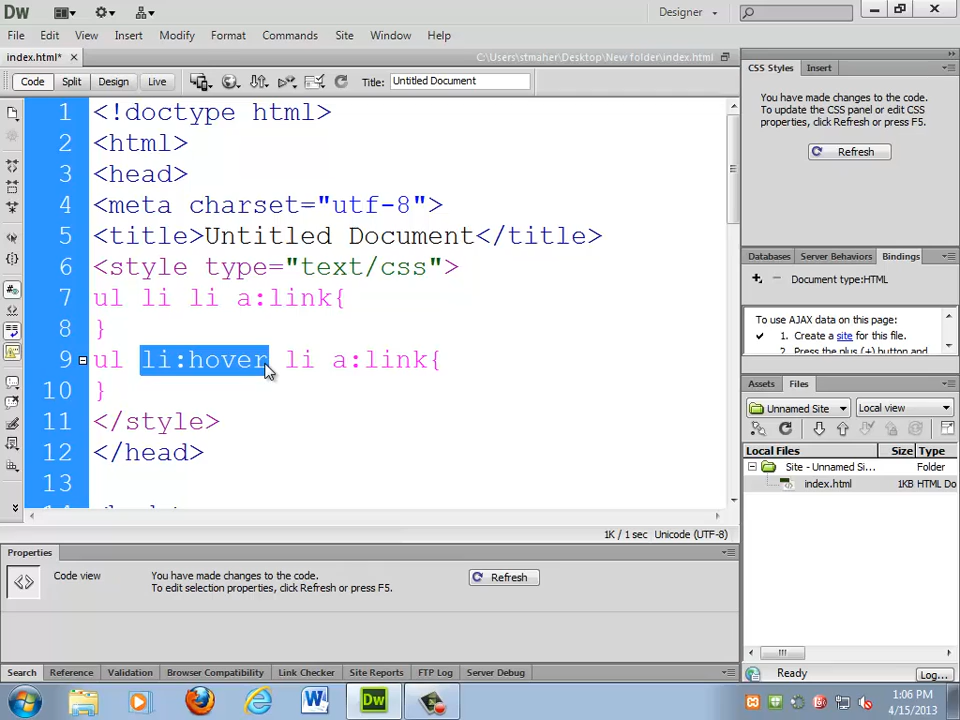 Dw
Designer
File Edit View Insert Modify Format Commands Site Window Help
index.html*
C:\Users\stmaher\Desktop\New folder\index.html
Code Split Design Live Title: Untitled Document
1 <!doctype html>
2 <html>
3 <head>
4 <meta charset="utf-8">
5 <title>Untitled Document</title>
6 <style type="text/css">
7 ul li li a:link{
8 }
9 ul li:hover li a:link{
10 }
11 </style>
12 </head>
13
1K / 1 sec Unicode (UTF-8)
Properties
Code view
You have made changes to the code.
To edit selection properties, click Refresh or press F5.
Refresh
Search Reference Validation Browser Compatibility Link Checker Site Reports FTP Log Server Debug
CSS Styles Insert
You have made changes to the code.
To update the CSS panel or edit CSS
properties, click Refresh or press F5.
Refresh
Databases Server Behaviors Bindings
Document type:HTML
To use AJAX data on this page:
1. Create a site for this file.
2. Press the plus(+) button and
Assets Files
Unnamed Site Local view
Local Files Size Type
Site - Unnamed Si... Folder
index.html 1KB HTML Do
Ready Log...
W Dw
1:06 PM
4/15/2013